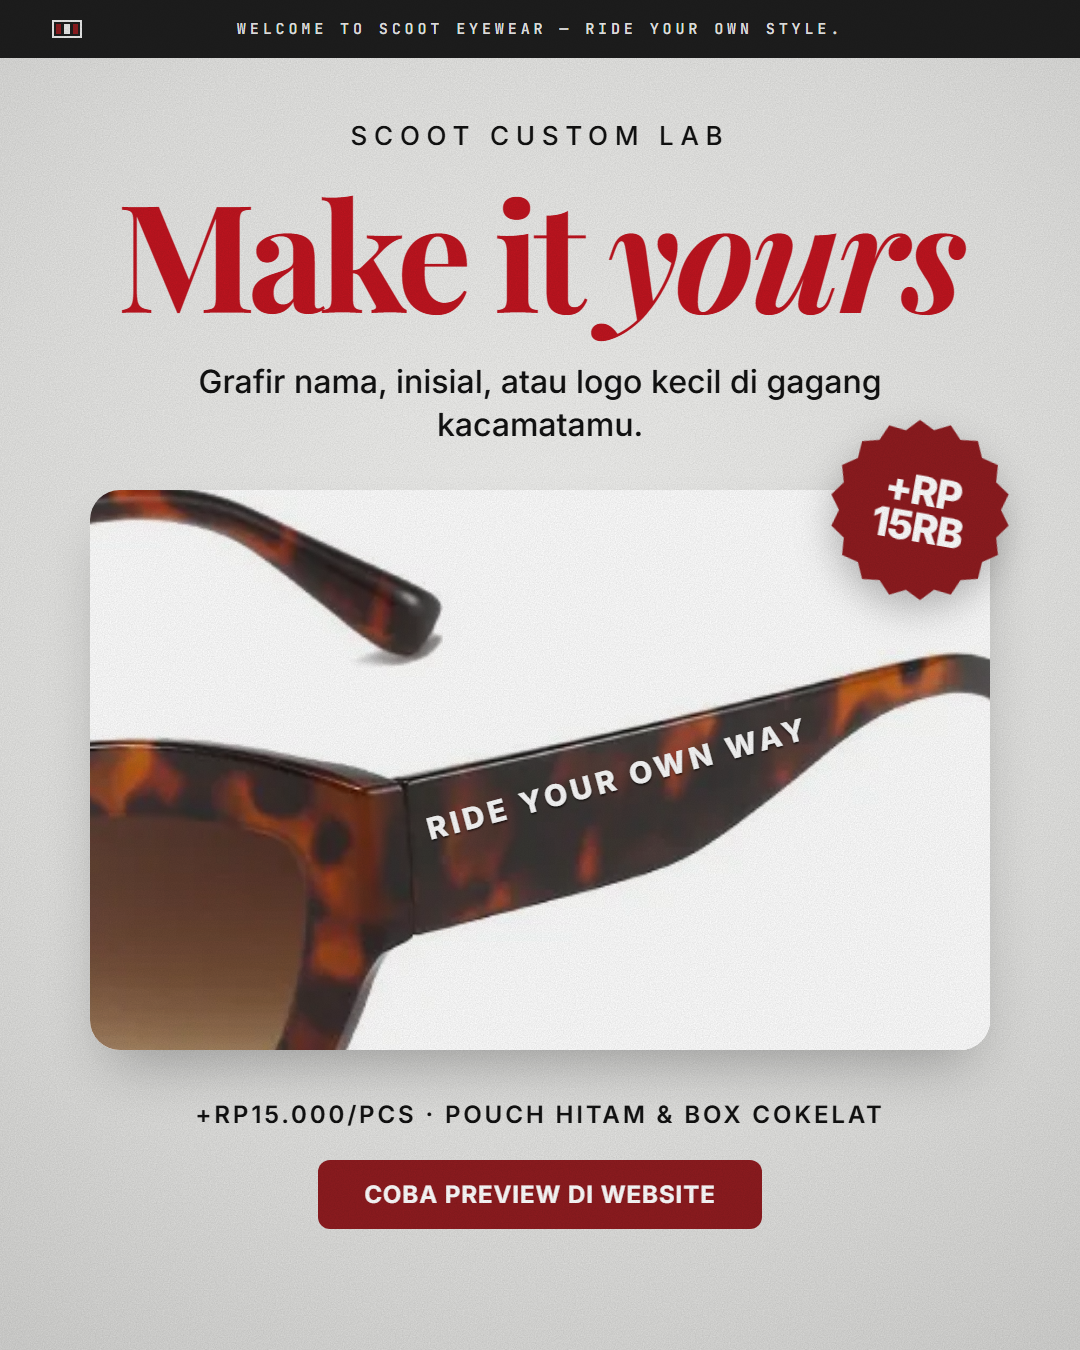 WELCOME TO SCOOT EYEWEAR — RIDE YOUR OWN STYLE.
SCOOT CUSTOM LAB
Make it yours
Grafir nama, inisial, atau logo kecil di gagang
kacamatamu.
+RP
15RB
RIDE YOUR OWN WAY
+RP15.000/PCS · POUCH HITAM & BOX COKELAT
COBA PREVIEW DI WEBSITE